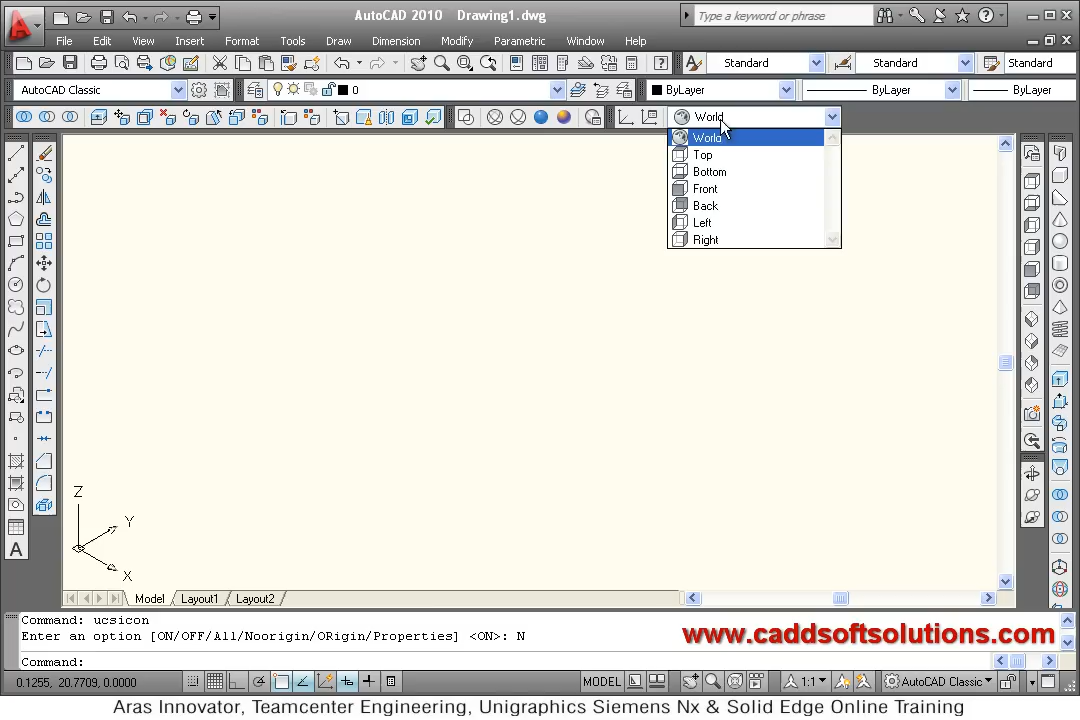 AutoCAD 2010 Drawing1.dwg
Type a keyword or phrase
File Edit View Insert Format Tools Draw Dimension Modify Parametric Window Help
Standard Standard Standard
AutoCAD Classic 0 ByLayer ByLayer ByLayer
World
World
Top
Bottom
Front
Back
Left
Right
Z
Y
X
A
Model Layout1 Layout2
Command: ucsicon
Enter an option [ON/OFF/All/Noorigin/ORigin/Properties] <ON>: N
www.caddsoftsolutions.com
Command:
0.1255, 20.7709, 0.0000 MODEL 1:1 AutoCAD Classic
Aras Innovator, Teamcenter Engineering, Unigraphics Siemens Nx & Solid Edge Online Training